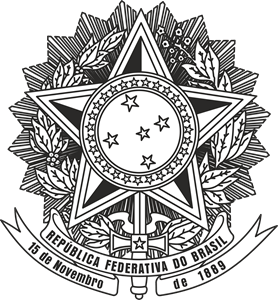 REPÚBLICA FEDERATIVA DO BRASIL
15 de Novembro de 1889